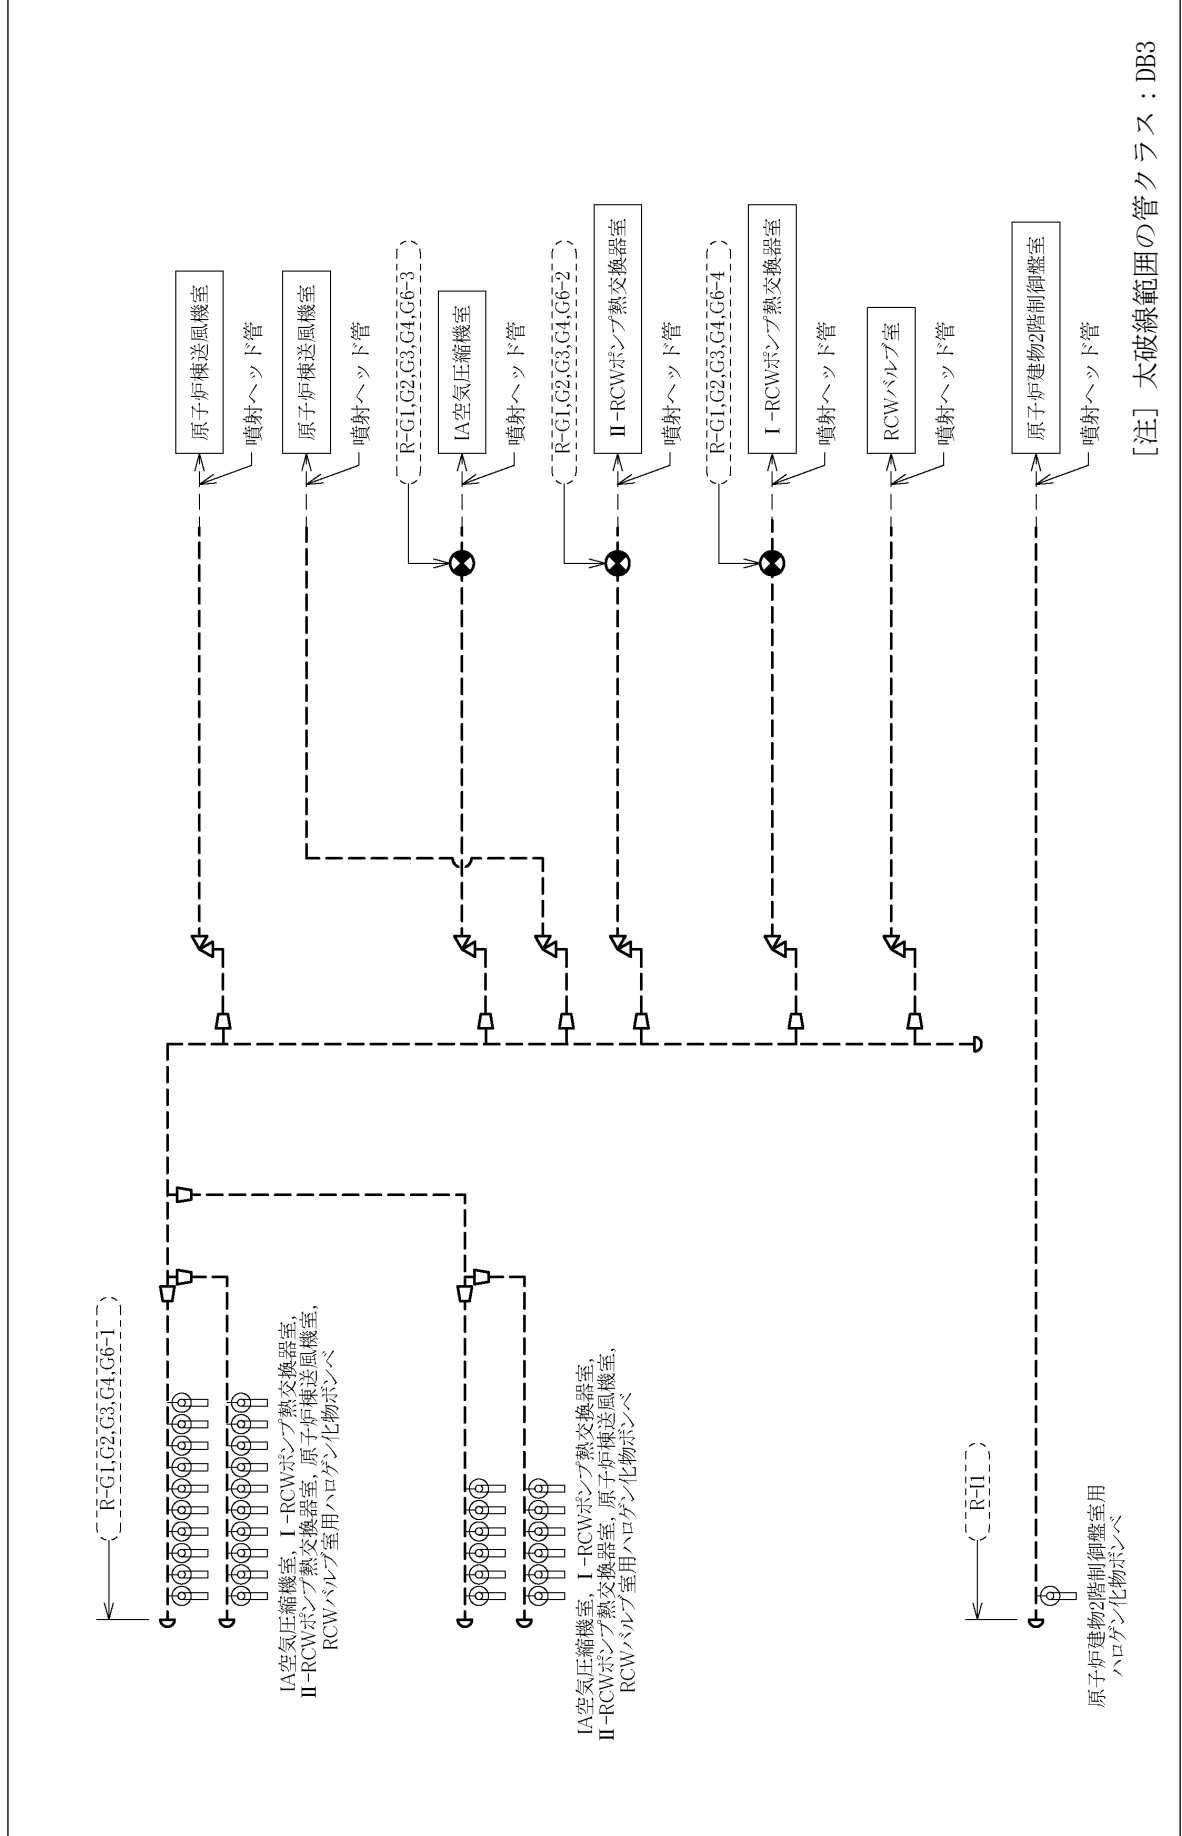 R-G1,G2,G3,G4,G6-1
IA空気圧縮機室, Ⅰ-RCWポンプ熱交換器室,
Ⅱ-RCWポンプ熱交換器室, 原子炉棟送風機室,
RCWバルブ室用ハロゲン化物ボンベ
IA空気圧縮機室, Ⅰ-RCWポンプ熱交換器室,
Ⅱ-RCWポンプ熱交換器室, 原子炉棟送風機室,
RCWバルブ室用ハロゲン化物ボンベ
R-I1
原子炉建物2階制御盤室用
ハロゲン化物ボンベ
原子炉棟送風機室
噴射ヘッド管
原子炉棟送風機室
噴射ヘッド管
R-G1,G2,G3,G4,G6-3
IA空気圧縮機室
噴射ヘッド管
R-G1,G2,G3,G4,G6-2
Ⅱ-RCWポンプ熱交換器室
噴射ヘッド管
R-G1,G2,G3,G4,G6-4
Ⅰ-RCWポンプ熱交換器室
噴射ヘッド管
RCWバルブ室
噴射ヘッド管
原子炉建物2階制御盤室
噴射ヘッド管
[注] 太破線範囲の管クラス：DB3